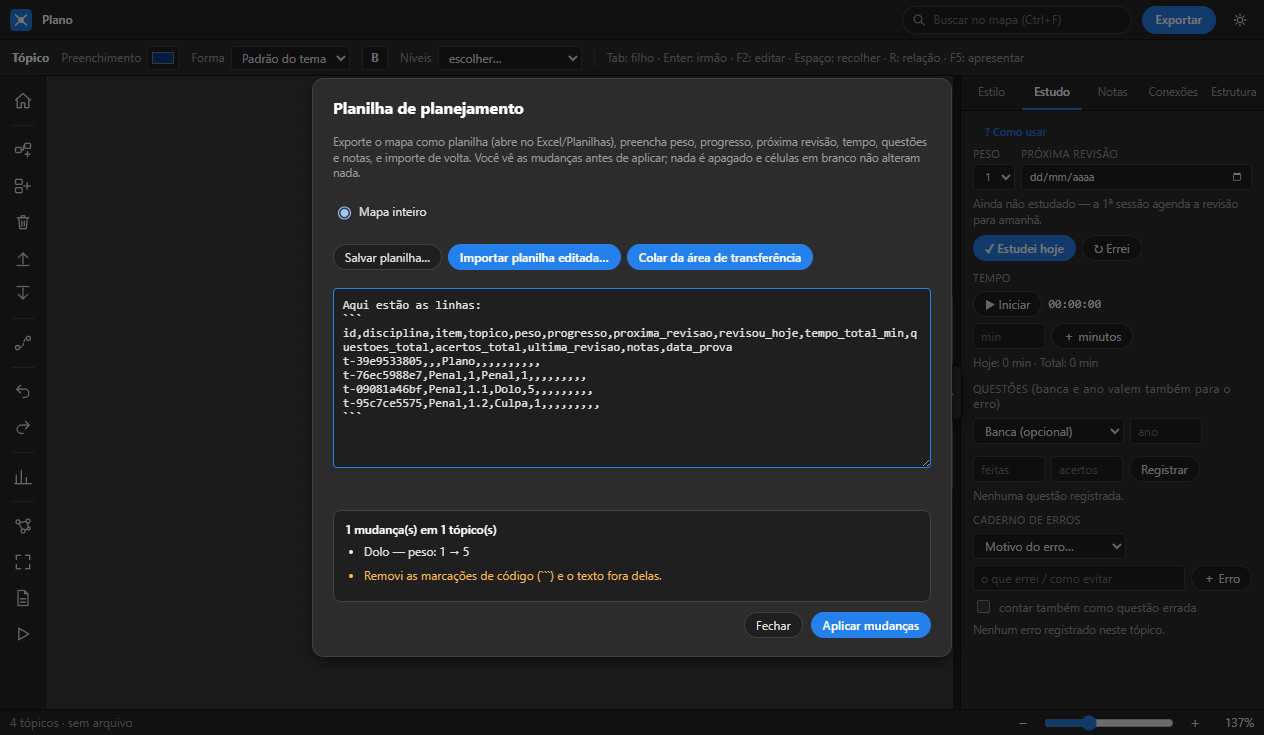 Plano
Buscar no mapa (Ctrl+F)
Exportar
Tópico Preenchimento Forma Padrão do tema B Níveis escolher... Tab: filho · Enter: irmão · F2: editar · Espaço: recolher · R: relação · F5: apresentar
Planilha de planejamento
Exporte o mapa como planilha (abre no Excel/Planilhas), preencha peso, progresso, próxima revisão, tempo, questões
e notas, e importe de volta. Você vê as mudanças antes de aplicar; nada é apagado e células em branco não alteram
nada.
Mapa inteiro
Salvar planilha... Importar planilha editada... Colar da área de transferência
Aqui estão as linhas:
```
id,disciplina,item,topico,peso,progresso,proxima_revisao,revisou_hoje,tempo_total_min,q
uestoes_total,acertos_total,ultima_revisao,notas,data_prova
t-39e9533805,,,Plano,,,,,,,,,,
t-76ec5988e7,Penal,1,Penal,1,,,,,,,,,
t-09081a46bf,Penal,1.1,Dolo,5,,,,,,,,,
t-95c7ce5575,Penal,1.2,Culpa,1,,,,,,,,,
```
1 mudança(s) em 1 tópico(s)
• Dolo — peso: 1 → 5
• Removi as marcações de código (```) e o texto fora delas.
Fechar Aplicar mudanças
Estilo Estudo Notas Conexões Estrutura
? Como usar
PESO PRÓXIMA REVISÃO
1 dd/mm/aaaa
Ainda não estudado — a 1ª sessão agenda a revisão
para amanhã.
✓ Estudei hoje ↻ Errei
TEMPO
▶ Iniciar 00:00:00
min + minutos
Hoje: 0 min · Total: 0 min
QUESTÕES (banca e ano valem também para o
erro)
Banca (opcional) ano
feitas acertos Registrar
Nenhuma questão registrada.
CADERNO DE ERROS
Motivo do erro...
o que errei / como evitar + Erro
contar também como questão errada
Nenhum erro registrado neste tópico.
4 tópicos · sem arquivo
− + 137%